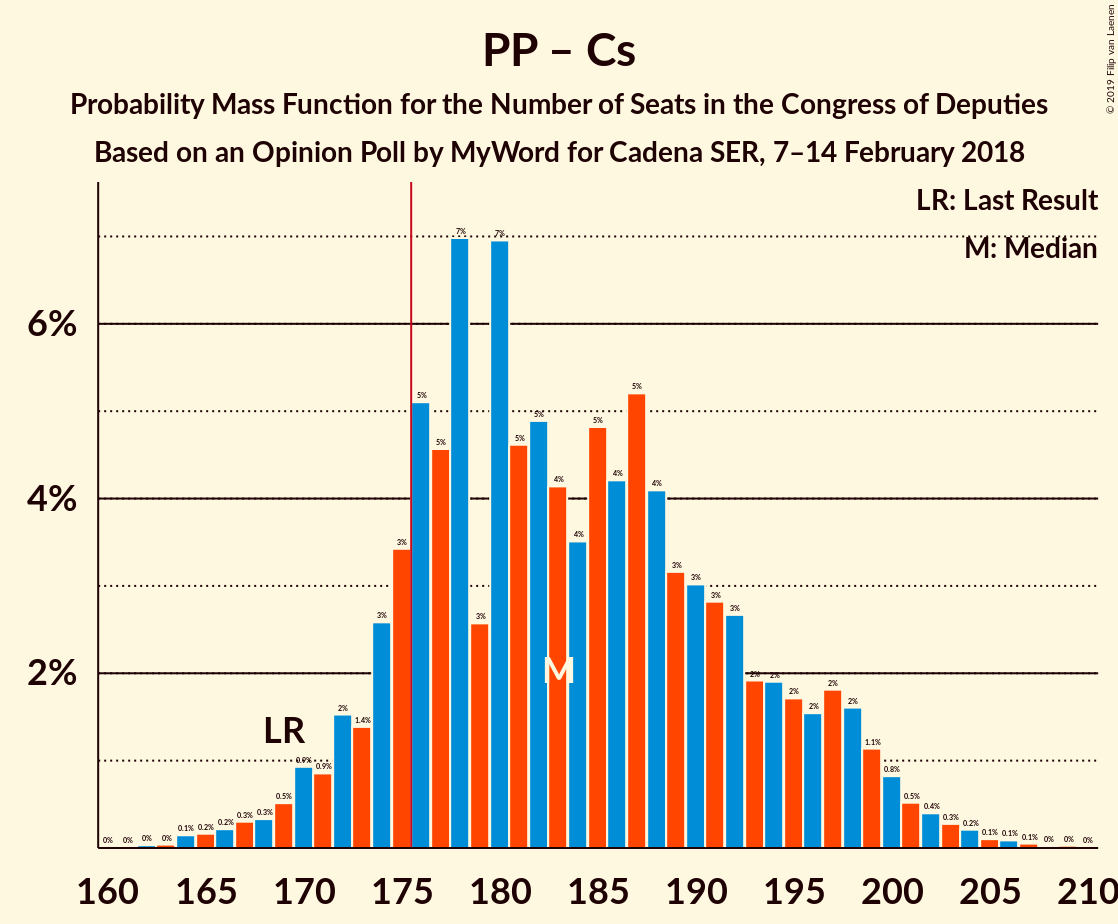 PP – Cs
Probability Mass Function for the Number of Seats in the Congress of Deputies
Based on an Opinion Poll by MyWord for Cadena SER, 7–14 February 2018
© 2019 Filip van Laenen
LR: Last Result
M: Median
6%
4%
2%
0% 0% 0% 0% 0.1% 0.2% 0.2% 0.3% 0.3% 0.5% 0.9% 0.9% 2% 1.4% 3% 3% 5% 5% 7% 3% 7% 5% 5% 4% 4% 5% 4% 5% 4% 3% 3% 3% 3% 2% 2% 2% 2% 2% 2% 1.1% 0.8% 0.5% 0.4% 0.3% 0.2% 0.1% 0.1% 0.1% 0% 0% 0%
LR
M
160 165 170 175 180 185 190 195 200 205 210